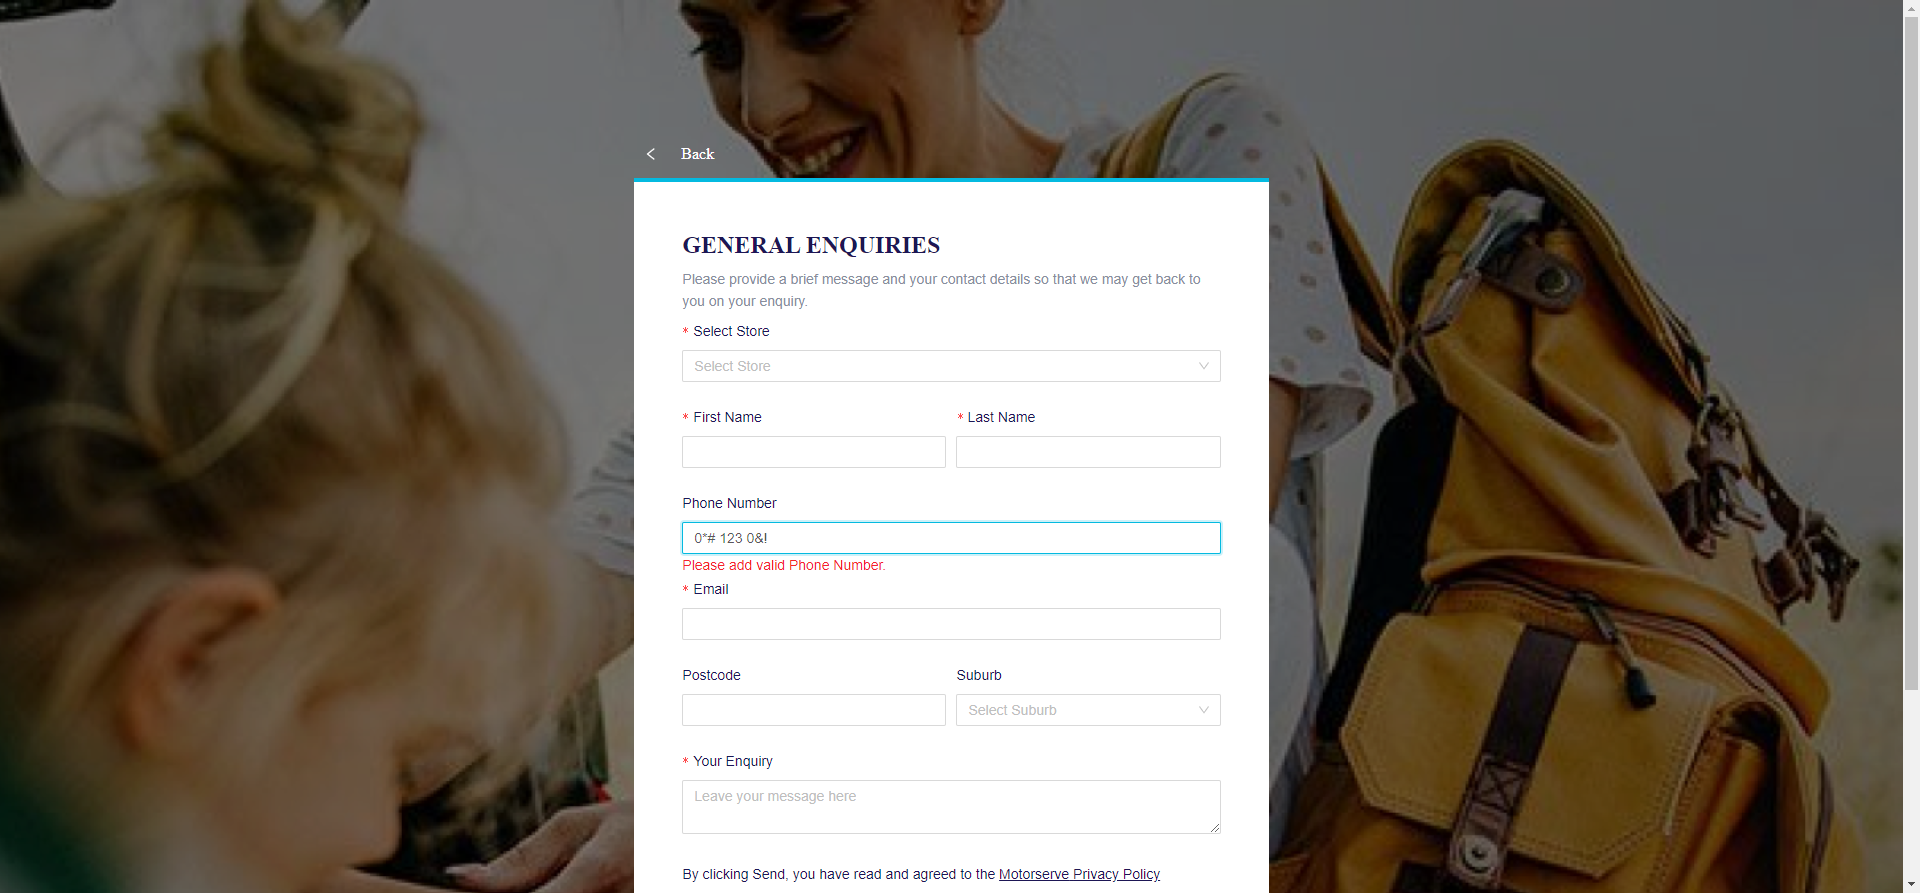 Back
GENERAL ENQUIRIES
Please provide a brief message and your contact details so that we may get back to
you on your enquiry.
* Select Store
Select Store
* First Name
* Last Name
Phone Number
0*# 123 0&!
Please add valid Phone Number.
* Email
Postcode
Suburb
Select Suburb
* Your Enquiry
Leave your message here
By clicking Send, you have read and agreed to the Motorserve Privacy Policy